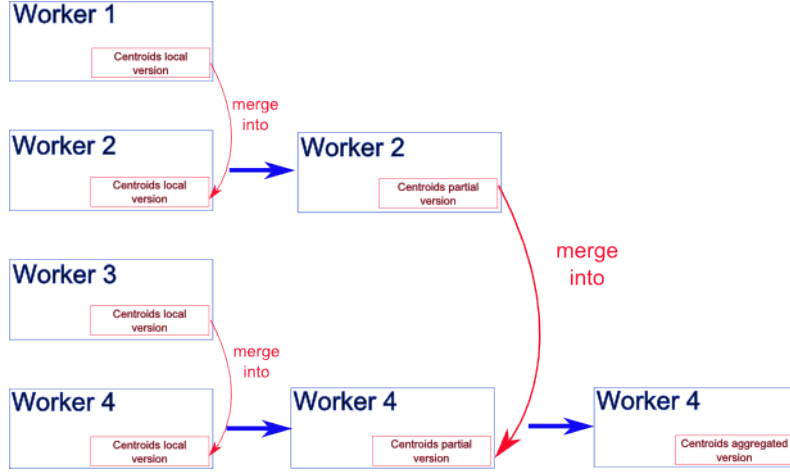 Worker 1
Centroids local
version
merge
into
Worker 2
Centroids local
version
Worker 2
Centroids partial
version
merge
into
Worker 3
Centroids local
version
merge
into
Worker 4
Centroids local
version
Worker 4
Centroids partial
version
Worker 4
Centroids aggregated
version